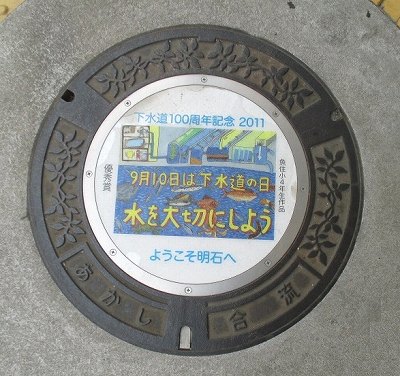 下水道100周年記念 2011
優秀賞
9月10日は下水道の日
水を大切にしよう
魚住小4年生作品
ようこそ明石へ
あかし
合流